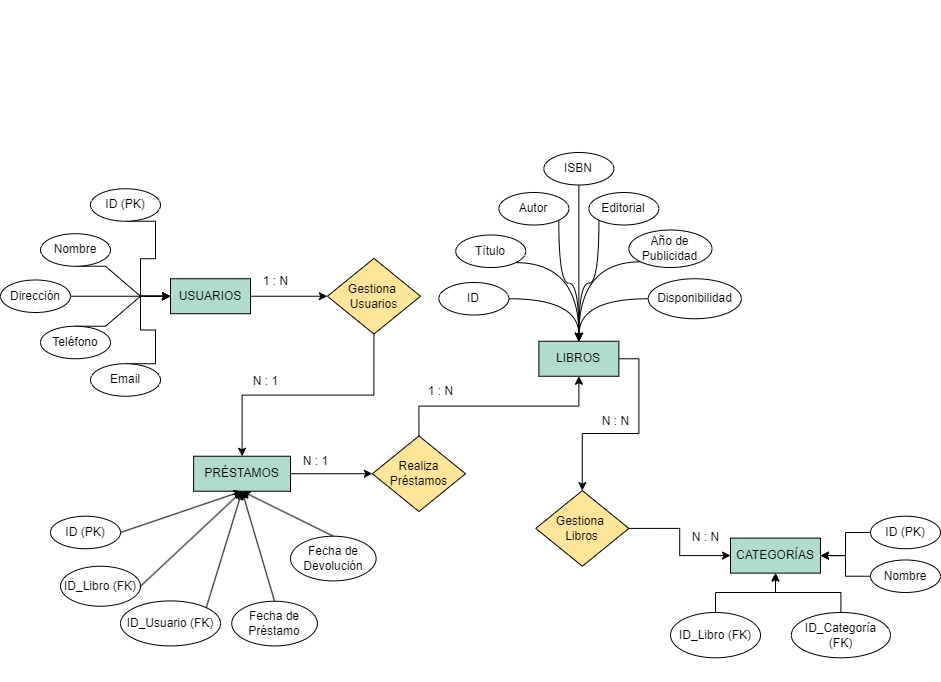 ID (PK)
Nombre
Dirección
Teléfono
Email
USUARIOS
1 : N
Gestiona
Usuarios
N : 1
PRÉSTAMOS
N : 1
Realiza
Préstamos
1 : N
ID (PK)
ID_Libro (FK)
ID_Usuario (FK)
Fecha de
Préstamo
Fecha de
Devolución
ISBN
Autor
Editorial
Título
Año de
Publicidad
ID
Disponibilidad
LIBROS
N : N
Gestiona
Libros
N : N
CATEGORÍAS
ID (PK)
Nombre
ID_Libro (FK)
ID_Categoría
(FK)